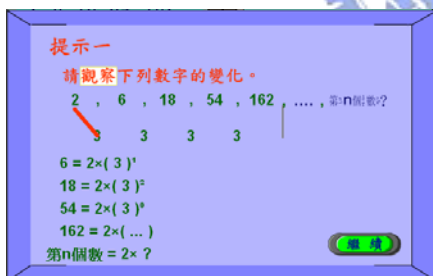 提示一
請觀察下列數字的變化。
2 , 6 , 18 , 54 , 162 , .... , 第n個數?
3 3 3 3
6 = 2×( 3 )¹
18 = 2×( 3 )²
54 = 2×( 3 )³
162 = 2×( ... )
第n個數 = 2× ?
繼續